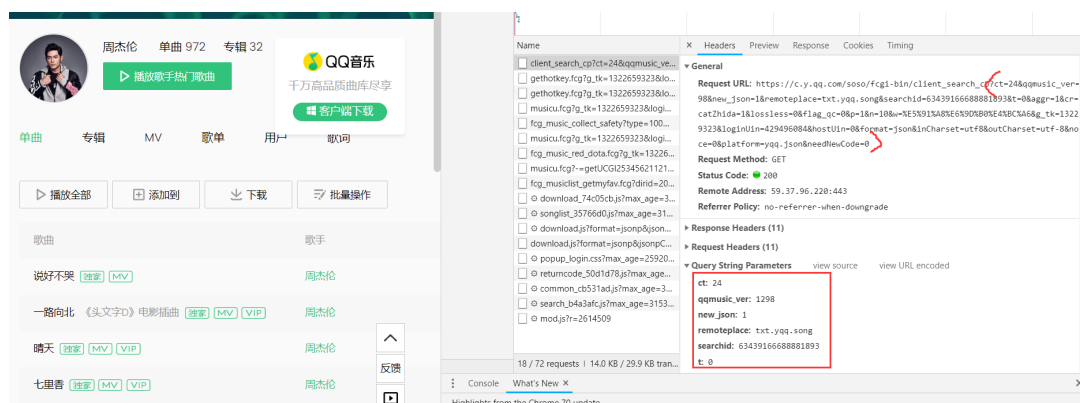 周杰伦 单曲 972 专辑 32
播放歌手热门歌曲
QQ音乐
千万高品质曲库尽享
客户端下载
单曲 专辑 MV 歌单 用户 歌词
播放全部 添加到 下载 批量操作
歌曲 歌手
说好不哭 独家 MV 周杰伦
一路向北 《头文字D》电影插曲 独家 MV VIP 周杰伦
晴天 独家 MV VIP 周杰伦
七里香 独家 MV VIP 周杰伦
反馈
Name
client_search_cp?ct=24&qqmusic_ve...
gethotkey.fcg?g_tk=1322659323&lo...
gethotkey.fcg?g_tk=1322659323&lo...
musicu.fcg?g_tk=1322659323&logi...
fcg_music_collect_safety?type=100...
musicu.fcg?g_tk=1322659323&logi...
fcg_music_red_dota.fcg?g_tk=13226...
musicu.fcg?-=getUCGI25345621121...
fcg_musiclist_getmyfav.fcg?dirid=20...
download_74c05cb.js?max_age=3...
songlist_35766d0.js?max_age=31...
download.js?format=jsonp&json...
download.js?format=jsonp&jsonpC...
popup_login.css?max_age=25920...
returncode_50d1d78.js?max_age...
common_cb531ad.js?max_age=3...
search_b4a3afc.js?max_age=3153...
mod.js?r=2614509
18 / 72 requests | 14.0 KB / 29.9 KB tran...
× Headers Preview Response Cookies Timing
General
Request URL: https://c.y.qq.com/soso/fcgi-bin/client_search_cp?ct=24&qqmusic_ver=
98&new_json=1&remoteplace=txt.yqq.song&searchid=63439166688881893&t=0&aggr=1&cr=
catZhida=1&lossless=0&flag_qc=0&p=1&n=10&w=%E5%91%A8%E6%9D%B0%E4%BC%A6&g_tk=1322
9323&loginUin=429496084&hostUin=0&format=json&inCharset=utf8&outCharset=utf-8&no
ce=0&platform=yqq.json&needNewCode=0
Request Method: GET
Status Code: 200
Remote Address: 59.37.96.220:443
Referrer Policy: no-referrer-when-downgrade
Response Headers (11)
Request Headers (11)
Query String Parameters view source view URL encoded
ct: 24
qqmusic_ver: 1298
new_json: 1
remoteplace: txt.yqq.song
searchid: 63439166688881893
t: 0
Console What's New ×
Highlights from the Chrome 70 update